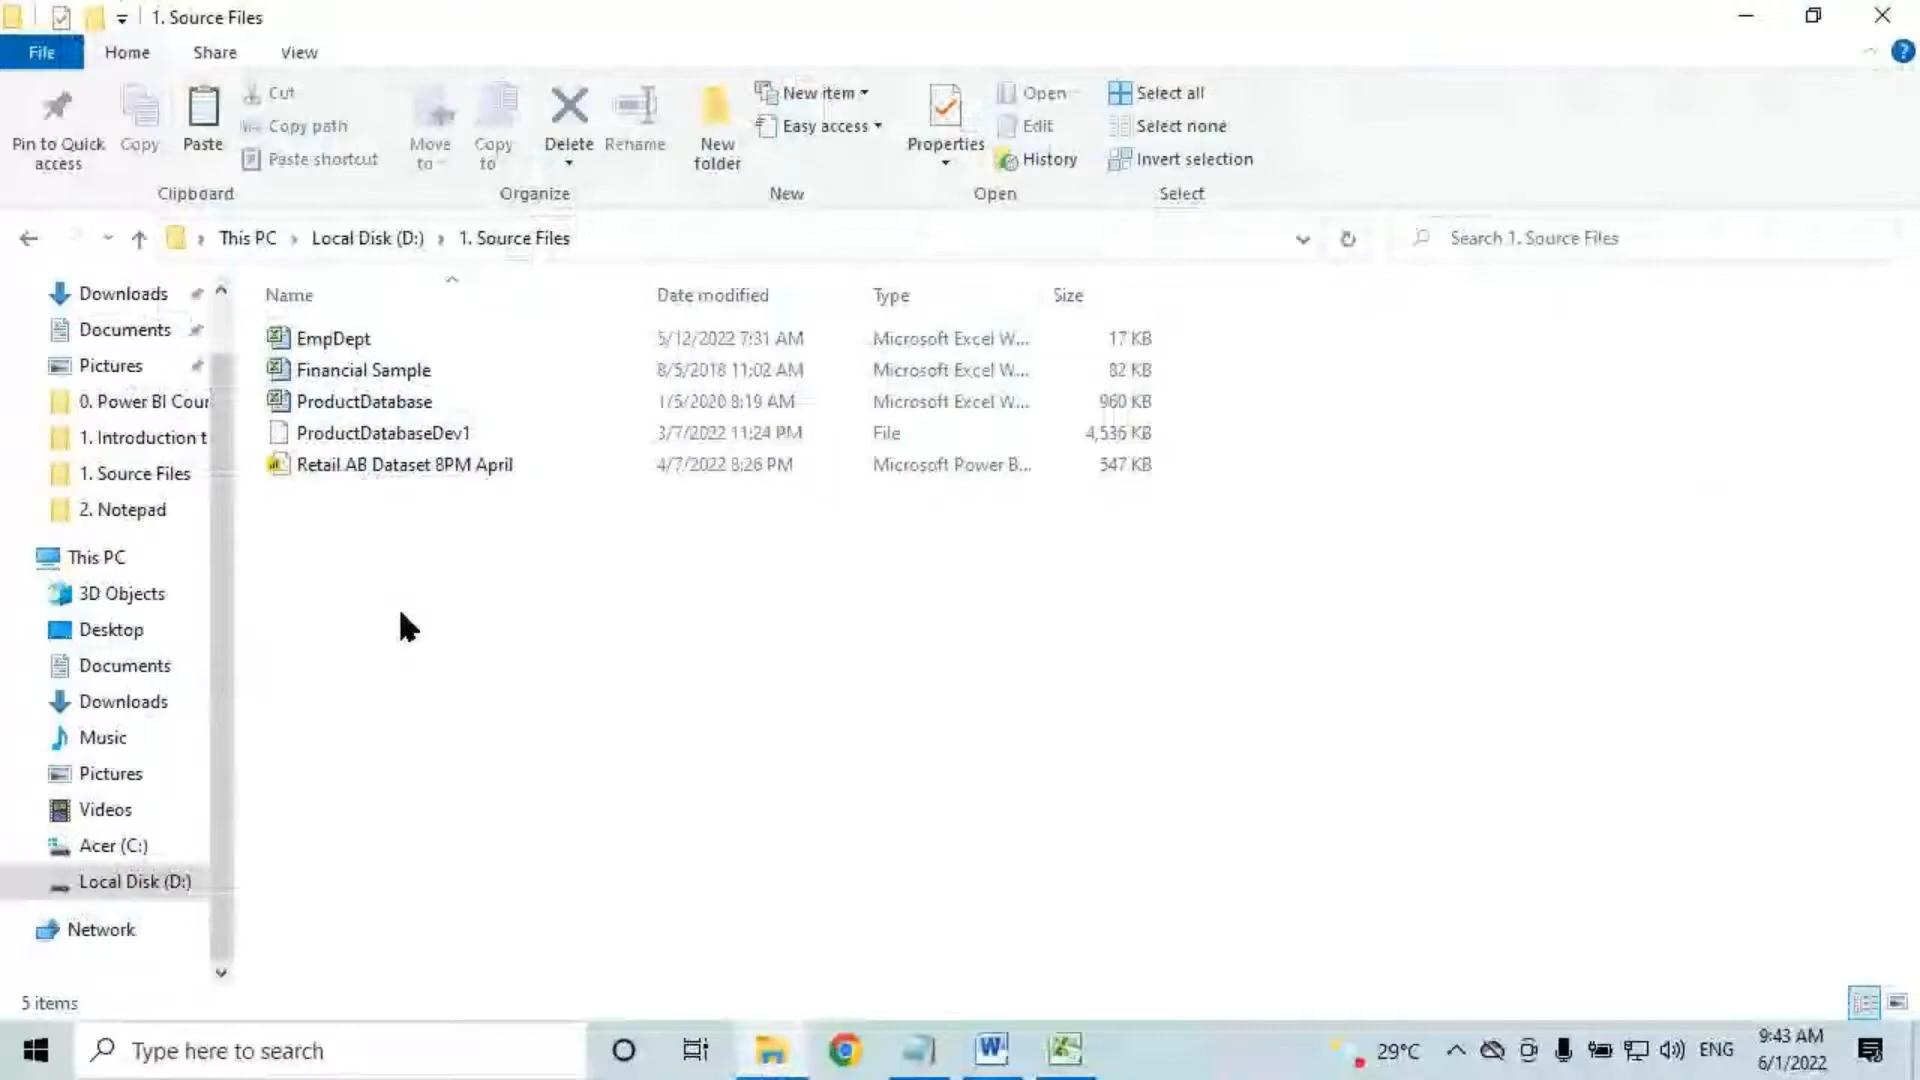 1. Source Files
File Home Share View
Pin to Quick access
Copy
Paste
Cut
Copy path
Paste shortcut
Clipboard
Move to
Copy to
Delete
Rename
Organize
New folder
New item
Easy access
New
Properties
Open
Edit
History
Open
Select all
Select none
Invert selection
Select
This PC › Local Disk (D:) › 1. Source Files
Search 1. Source Files
Downloads
Documents
Pictures
0. Power BI Cour
1. Introduction t
1. Source Files
2. Notepad
This PC
3D Objects
Desktop
Documents
Downloads
Music
Pictures
Videos
Acer (C:)
Local Disk (D:)
Network
Name Date modified Type Size
EmpDept 5/12/2022 7:31 AM Microsoft Excel W... 17 KB
Financial Sample 8/5/2018 11:02 AM Microsoft Excel W... 82 KB
ProductDatabase 1/5/2020 8:19 AM Microsoft Excel W... 960 KB
ProductDatabaseDev1 3/7/2022 11:24 PM File 4,536 KB
Retail AB Dataset 8PM April 4/7/2022 8:26 PM Microsoft Power B... 547 KB
5 items
Type here to search
29°C
ENG
9:43 AM
6/1/2022